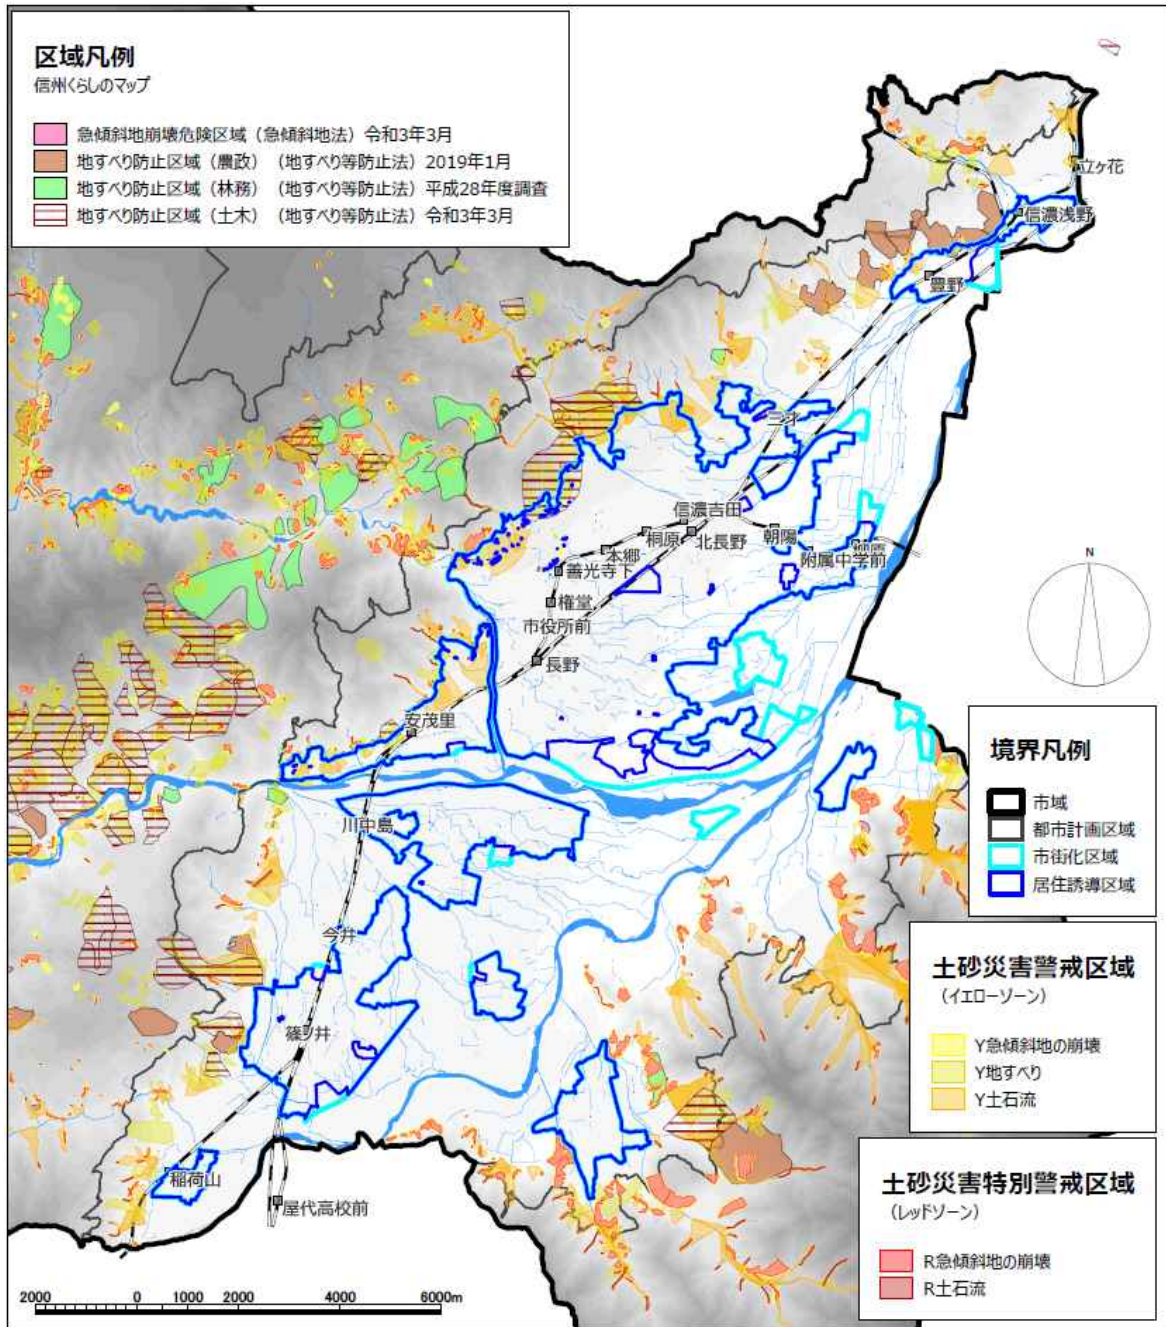 区域凡例
信州くらしのマップ
急傾斜地崩壊危険区域（急傾斜地法）令和3年3月
地すべり防止区域（農政）（地すべり等防止法）2019年1月
地すべり防止区域（林務）（地すべり等防止法）平成28年度調査
地すべり防止区域（土木）（地すべり等防止法）令和3年3月
立ヶ花
信濃浅野
豊野
三才
信濃吉田
桐原
北長野
朝陽
本郷
附属中学前
善光寺下
権堂
市役所前
長野
安茂里
川中島
今井
篠ノ井
稲荷山
屋代高校前
N
境界凡例
市域
都市計画区域
市街化区域
居住誘導区域
土砂災害警戒区域
（イエローゾーン）
Y急傾斜地の崩壊
Y地すべり
Y土石流
土砂災害特別警戒区域
（レッドゾーン）
R急傾斜地の崩壊
R土石流
2000 0 2000 4000 6000m